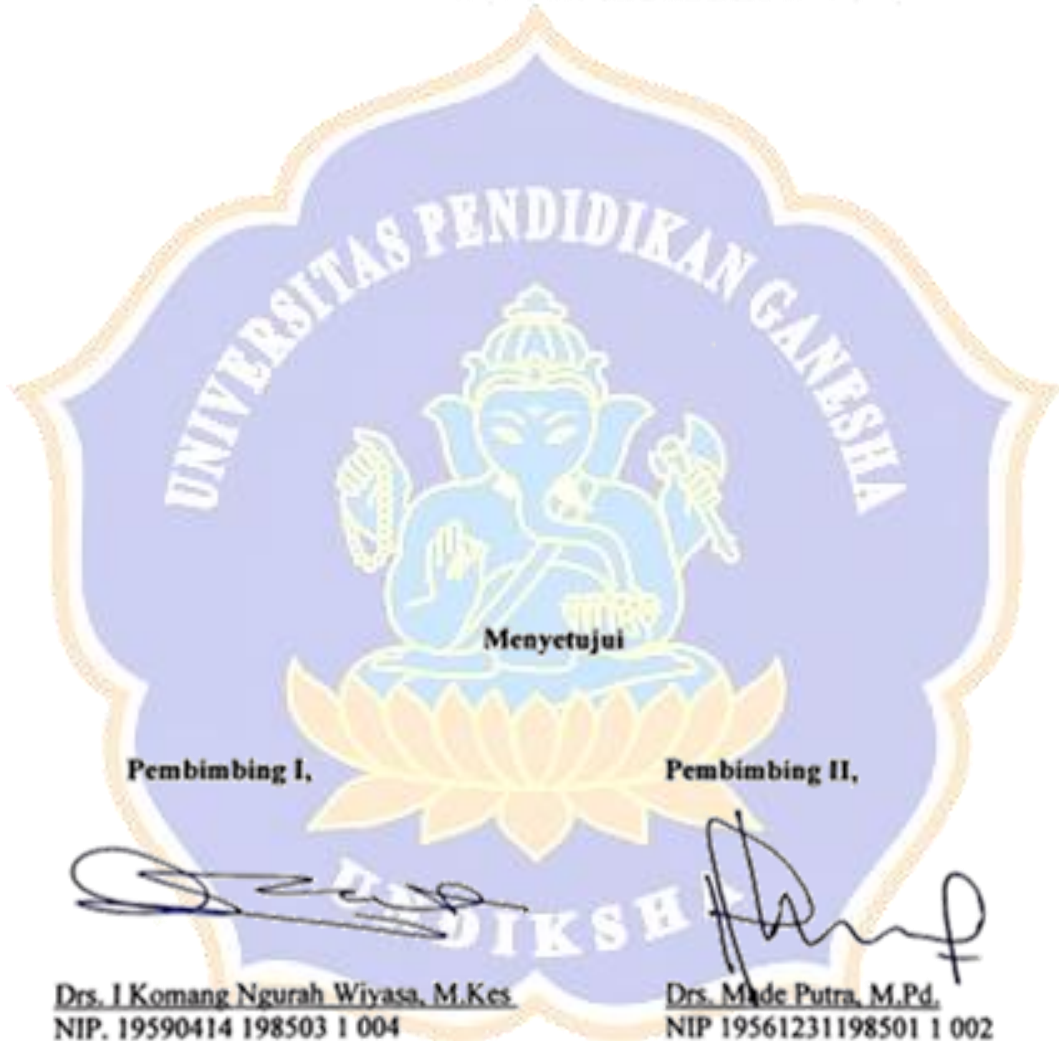 UNIVERSITAS PENDIDIKAN GANESHA
Menyetujui
Pembimbing I,
Pembimbing II,
UNDIKSHA
Drs. I Komang Ngurah Wiyasa, M.Kes
NIP. 19590414 198503 1 004
Drs. Made Putra, M.Pd.
NIP 19561231198501 1 002